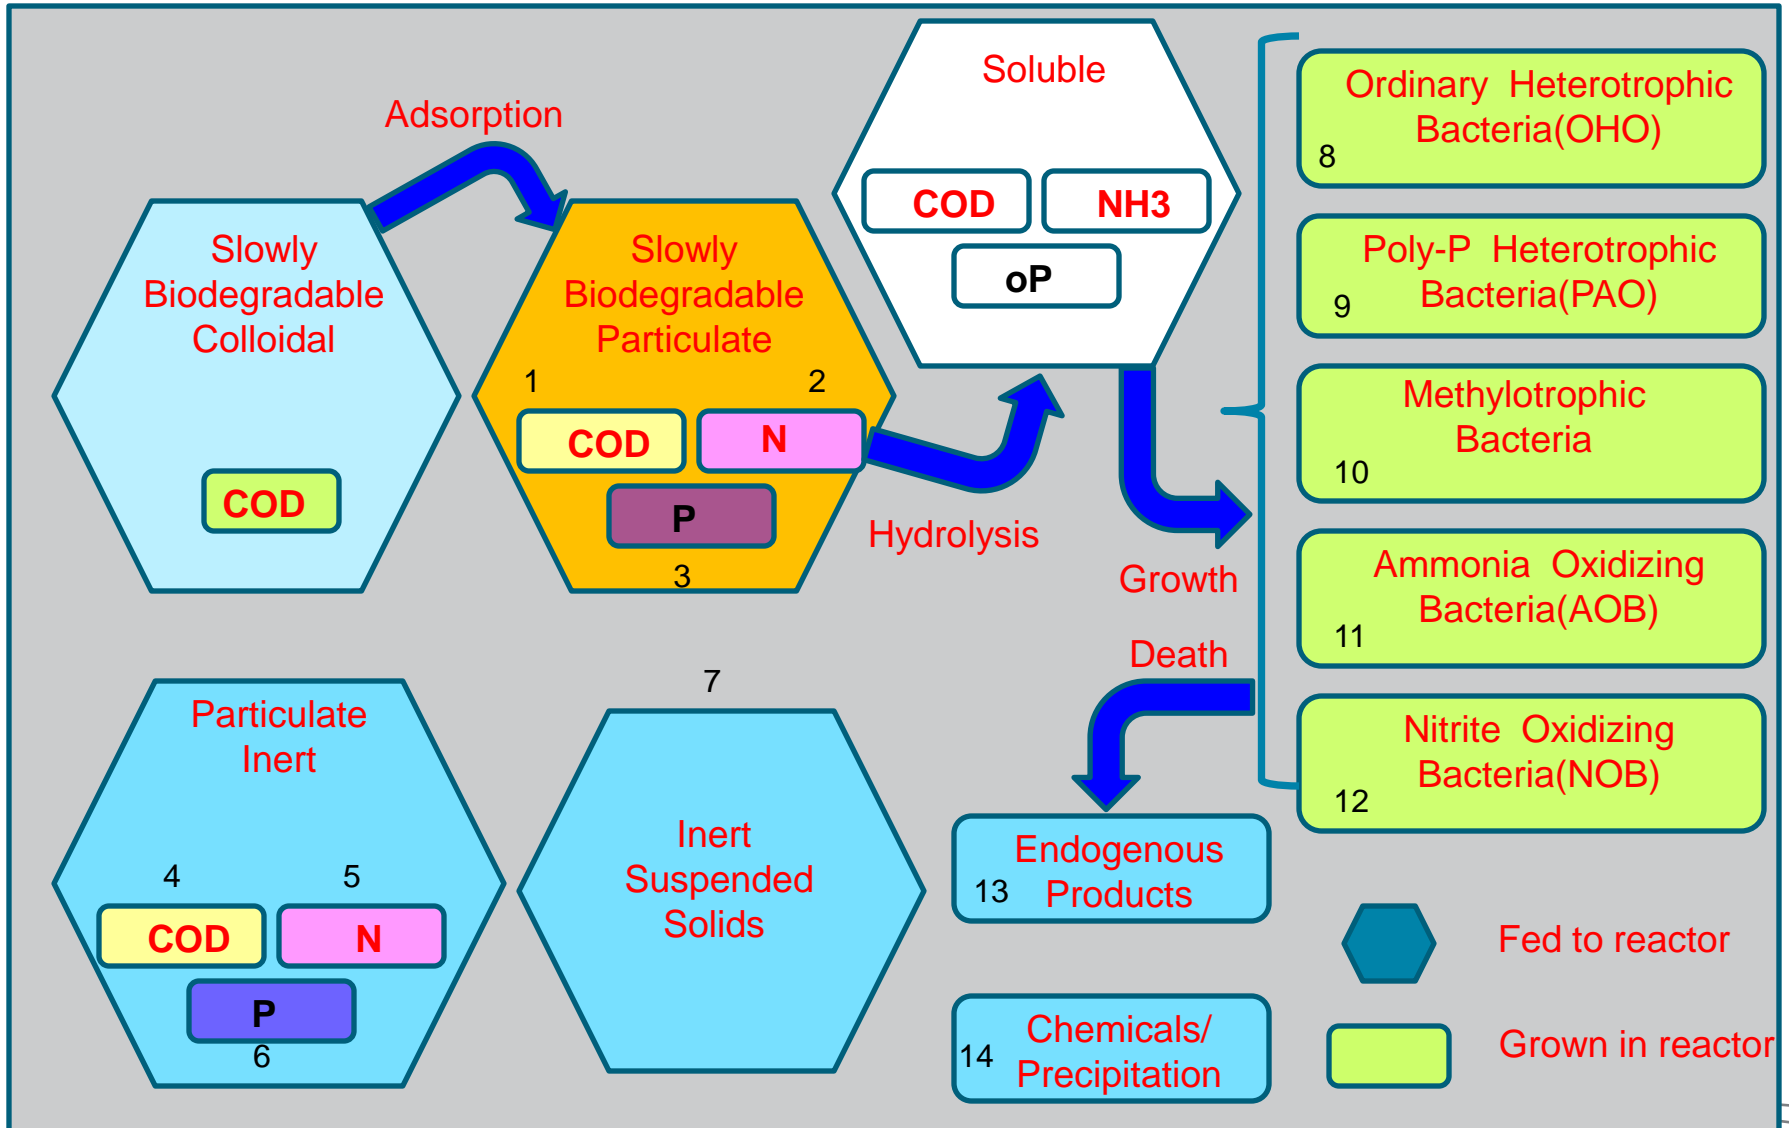 Adsorption
Slowly
Biodegradable
Colloidal
COD
Slowly
Biodegradable
Particulate
1
2
COD
N
P
3
Hydrolysis
Soluble
COD
NH3
oP
Growth
Death
Ordinary Heterotrophic
Bacteria(OHO)
8
Poly-P Heterotrophic
Bacteria(PAO)
9
Methylotrophic
Bacteria
10
Ammonia Oxidizing
Bacteria(AOB)
11
Nitrite Oxidizing
Bacteria(NOB)
12
Particulate
Inert
4
5
COD
N
P
6
7
Inert
Suspended
Solids
Endogenous
13
Products
Chemicals/
14
Precipitation
Fed to reactor
Grown in reactor